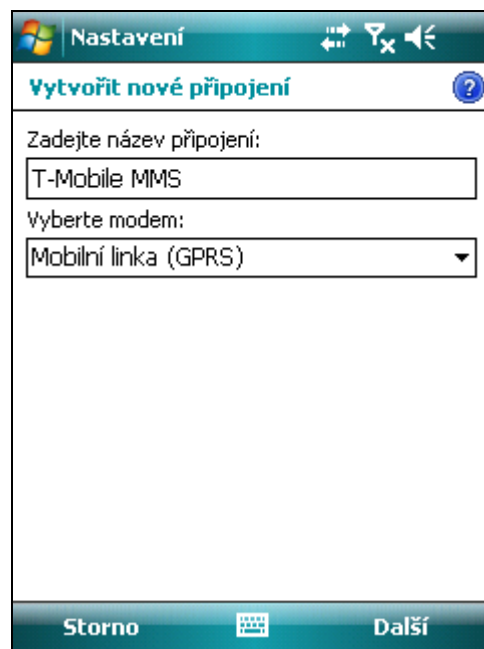 Nastavení
Vytvořit nové připojení
?
Zadejte název připojení:
T-Mobile MMS
Vyberte modem:
Mobilní linka (GPRS)
Storno
Další